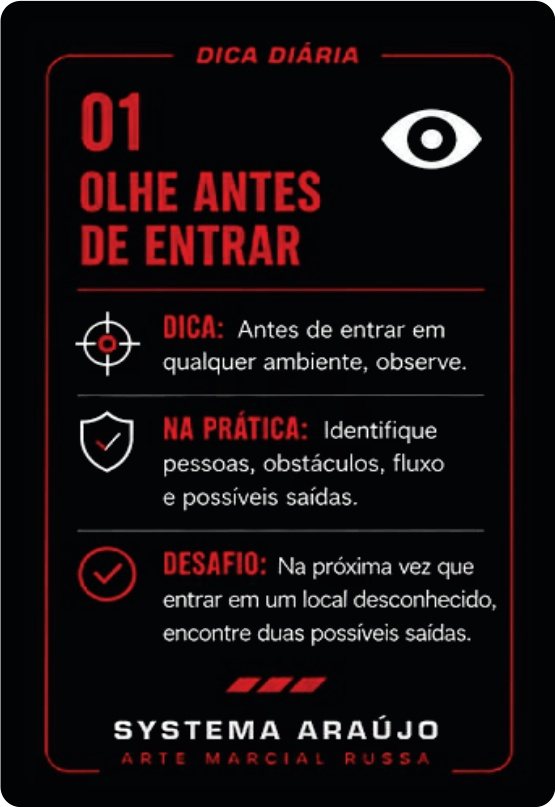 DICA DIÁRIA
01
OLHE ANTES
DE ENTRAR
DICA: Antes de entrar em
qualquer ambiente, observe.
NA PRÁTICA: Identifique
pessoas, obstáculos, fluxo
e possíveis saídas.
DESAFIO: Na próxima vez que
entrar em um local desconhecido,
encontre duas possíveis saídas.
SYSTEMA ARAÚJO
ARTE MARCIAL RUSSA